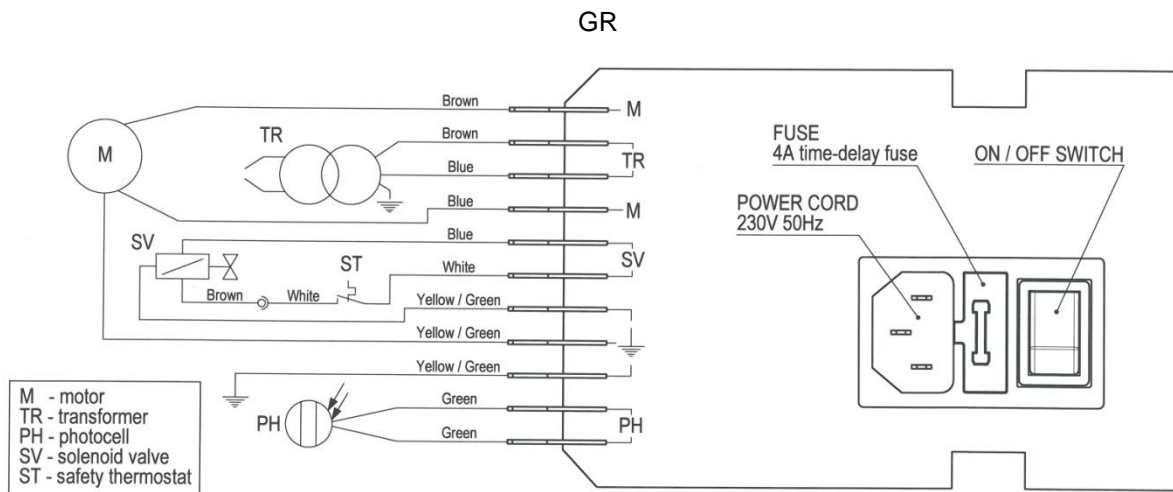 GR
Brown
M
Brown
TR
TR
Blue
M
Blue
M
Blue
SV
SV
ST
White
Brown
White
Yellow / Green
Yellow / Green
Yellow / Green
Green
PH
PH
Green
FUSE
4A time-delay fuse
ON / OFF SWITCH
POWER CORD
230V 50Hz
M - motor
TR - transformer
PH - photocell
SV - solenoid valve
ST - safety thermostat